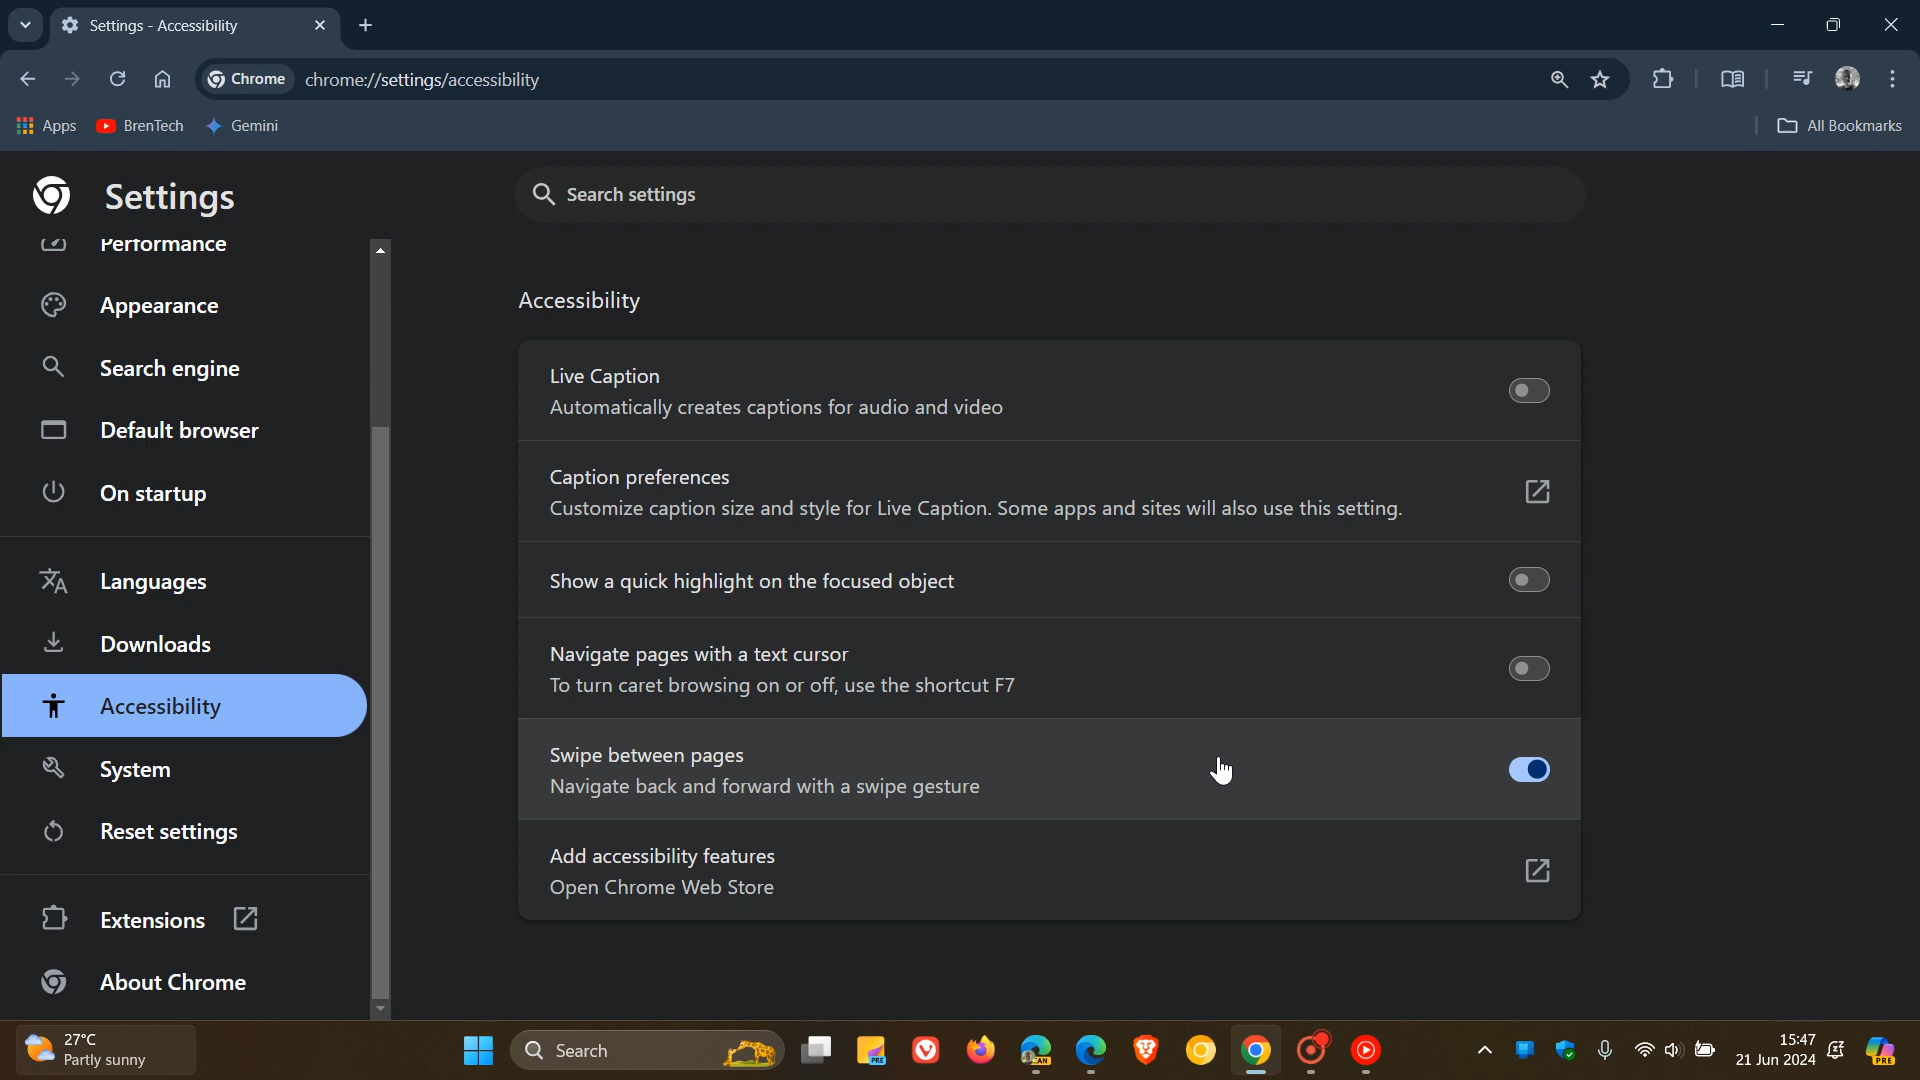 Settings - Accessibility
Chrome chrome://settings/accessibility
Apps BrenTech Gemini All Bookmarks
Settings
Search settings
Performance
Appearance
Search engine
Default browser
On startup
Languages
Downloads
Accessibility
System
Reset settings
Extensions
About Chrome
Accessibility
Live Caption
Automatically creates captions for audio and video
Caption preferences
Customize caption size and style for Live Caption. Some apps and sites will also use this setting.
Show a quick highlight on the focused object
Navigate pages with a text cursor
To turn caret browsing on or off, use the shortcut F7
Swipe between pages
Navigate back and forward with a swipe gesture
Add accessibility features
Open Chrome Web Store
27°C
Partly sunny
Search
PRE
CAN
15:47
21 Jun 2024
PRE